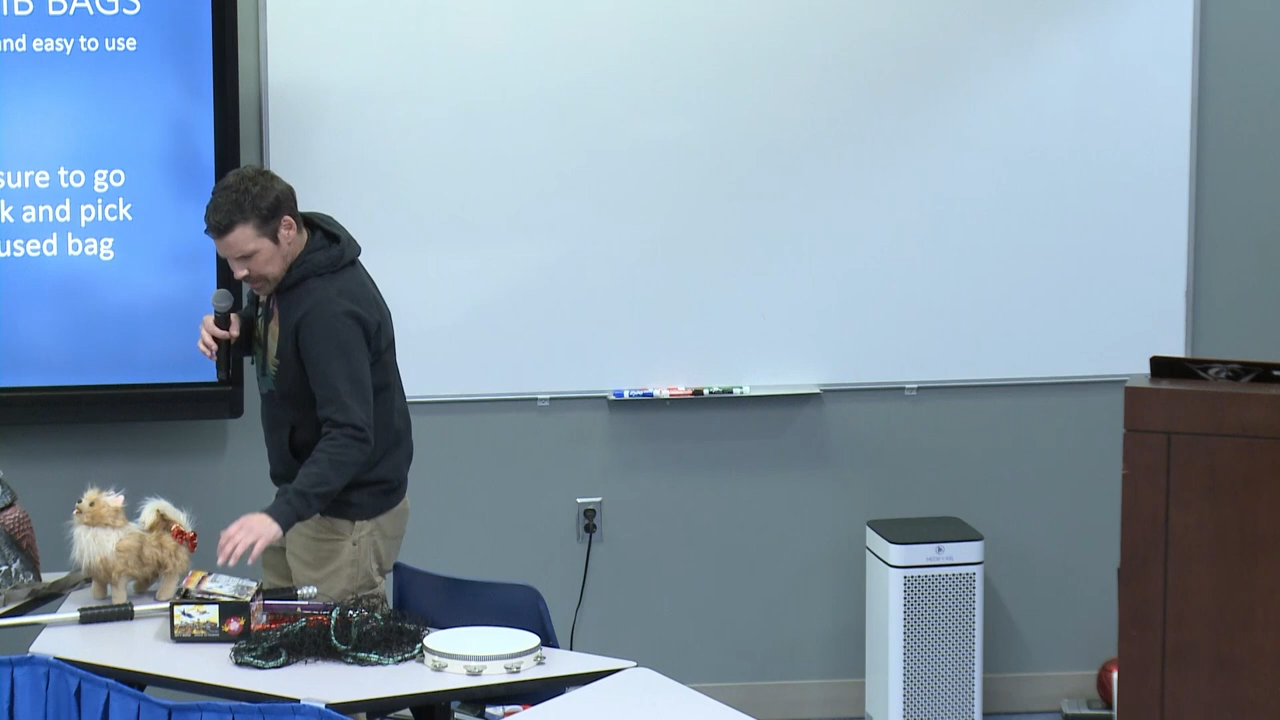 IB BAGS
and easy to use
sure to go
k and pick
used bag